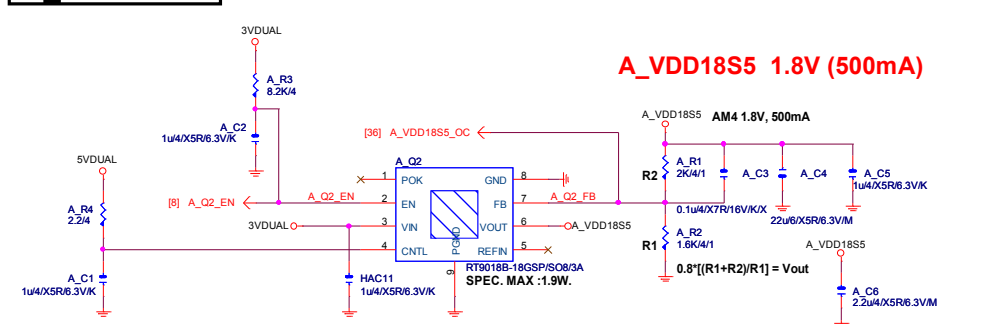 3VDUAL
A_R3
8.2K/4
A_C2
1u/4/X5R/6.3V/K
A_VDD18S5 1.8V (500mA)
[36] A_VDD18S5_OC
A_VDD18S5
AM4 1.8V, 500mA
5VDUAL
A_R4
2.2/4
[8] A_Q2_EN
A_Q2_EN
3VDUAL
A_Q2
1
POK
GND
8
2
EN
FB
7
A_Q2_FB
3
VIN
VOUT
6
A_VDD18S5
4
CNTL
REFIN
5
PGND
9
RT9018B-18GSP/SO8/3A
SPEC. MAX :1.9W.
A_C1
1u/4/X5R/6.3V/K
HAC11
1u/4/X5R/6.3V/K
R2
A_R1
2K/4/1
A_C3
A_C4
A_C5
1u/4/X5R/6.3V/K
0.1u/4/X7R/16V/K/X
22u/6/X5R/6.3V/M
R1
A_R2
1.6K/4/1
0.8*[(R1+R2)/R1] = Vout
A_VDD18S5
A_C6
2.2u/4/X5R/6.3V/M